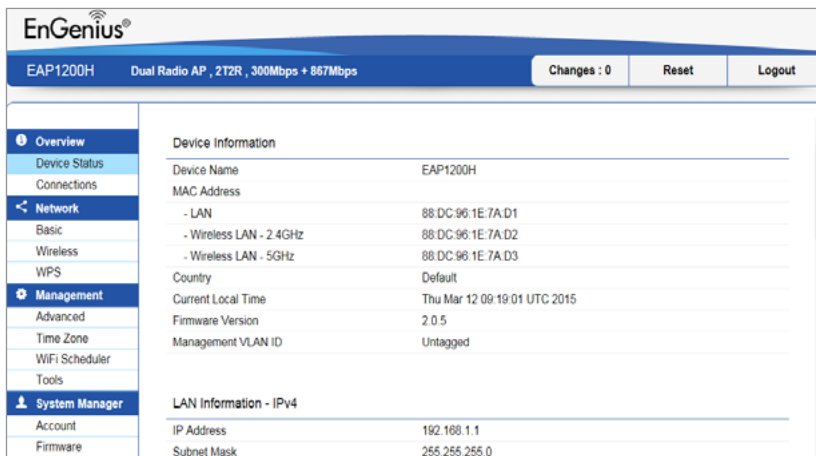 EnGenius®
EAP1200H Dual Radio AP , 2T2R , 300Mbps + 867Mbps Changes : 0 Reset Logout
Overview
Device Status
Connections
Network
Basic
Wireless
WPS
Management
Advanced
Time Zone
WiFi Scheduler
Tools
System Manager
Account
Firmware
Device Information
Device Name EAP1200H
MAC Address
- LAN 88:DC:96:1E:7A:D1
- Wireless LAN - 2.4GHz 88:DC:96:1E:7A:D2
- Wireless LAN - 5GHz 88:DC:96:1E:7A:D3
Country Default
Current Local Time Thu Mar 12 09:19:01 UTC 2015
Firmware Version 2.0.5
Management VLAN ID Untagged
LAN Information - IPv4
IP Address 192.168.1.1
Subnet Mask 255.255.255.0